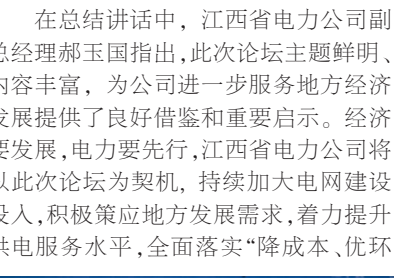 在总结讲话中，江西省电力公司副
总经理郝玉国指出，此次论坛主题鲜明、
内容丰富，为公司进一步服务地方经济
发展提供了良好借鉴和重要启示。经济
要发展，电力要先行，江西省电力公司将
以此次论坛为契机，持续加大电网建设
投入，积极策应地方发展需求，着力提升
供电服务水平，全面落实“降成本、优环